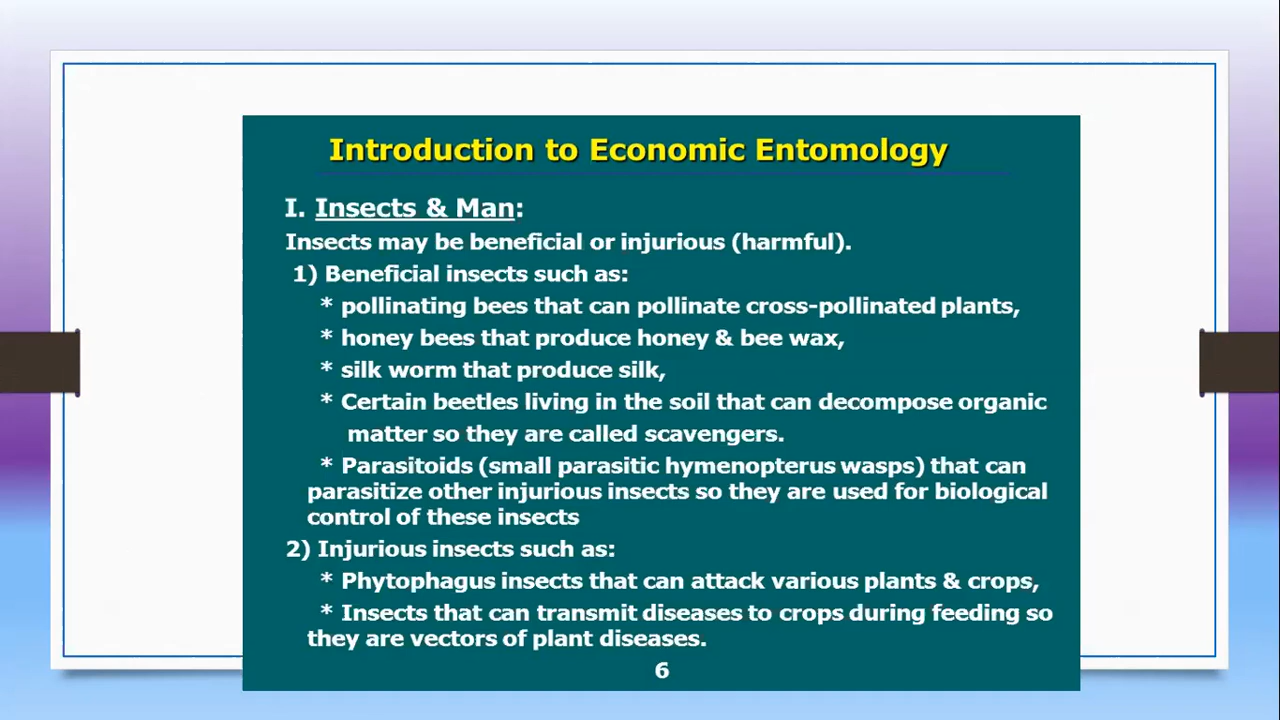 Introduction to Economic Entomology
I. Insects & Man:
Insects may be beneficial or injurious (harmful).
1) Beneficial insects such as:
* pollinating bees that can pollinate cross-pollinated plants,
* honey bees that produce honey & bee wax,
* silk worm that produce silk,
* Certain beetles living in the soil that can decompose organic
matter so they are called scavengers.
* Parasitoids (small parasitic hymenopterus wasps) that can
parasitize other injurious insects so they are used for biological
control of these insects
2) Injurious insects such as:
* Phytophagus insects that can attack various plants & crops,
* Insects that can transmit diseases to crops during feeding so
they are vectors of plant diseases.
6